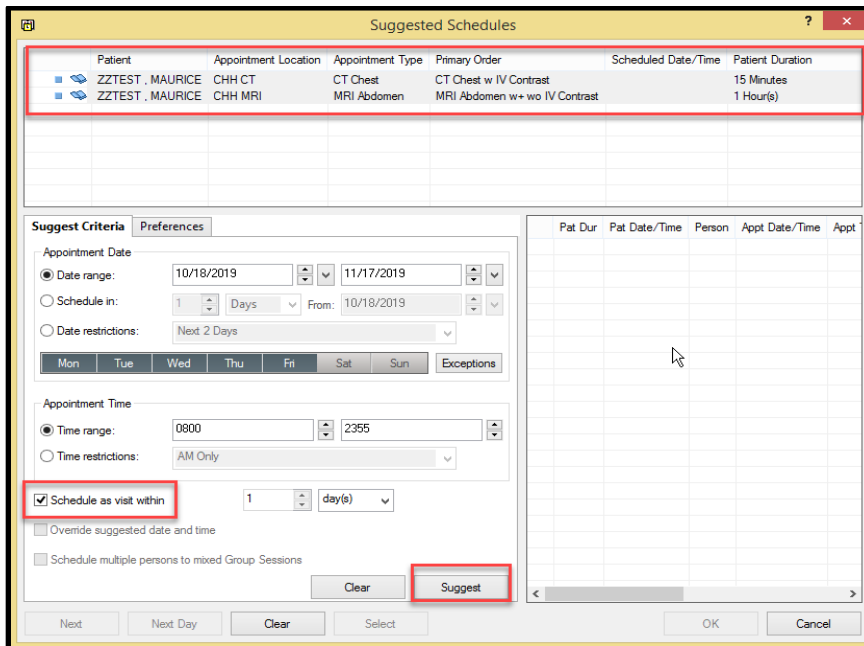 Suggested Schedules
?
×
Patient Appointment Location Appointment Type Primary Order Scheduled Date/Time Patient Duration
ZZTEST , MAURICE CHH CT CT Chest CT Chest w IV Contrast 15 Minutes
ZZTEST , MAURICE CHH MRI MRI Abdomen MRI Abdomen w+ wo IV Contrast 1 Hour(s)
Suggest Criteria Preferences
Appointment Date
Date range: 10/18/2019 11/17/2019
Schedule in: 1 Days From: 10/18/2019
Date restrictions: Next 2 Days
Mon Tue Wed Thu Fri Sat Sun Exceptions
Appointment Time
Time range: 0800 2355
Time restrictions: AM Only
Schedule as visit within 1 day(s)
Override suggested date and time
Schedule multiple persons to mixed Group Sessions
Clear Suggest
Pat Dur Pat Date/Time Person Appt Date/Time Appt
Next Next Day Clear Select OK Cancel